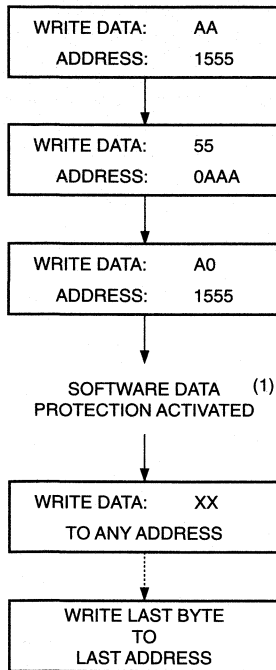 WRITE DATA: AA
ADDRESS: 1555
WRITE DATA: 55
ADDRESS: 0AAA
WRITE DATA: A0
ADDRESS: 1555
SOFTWARE DATA (1)
PROTECTION ACTIVATED
WRITE DATA: XX
TO ANY ADDRESS
WRITE LAST BYTE
TO
LAST ADDRESS